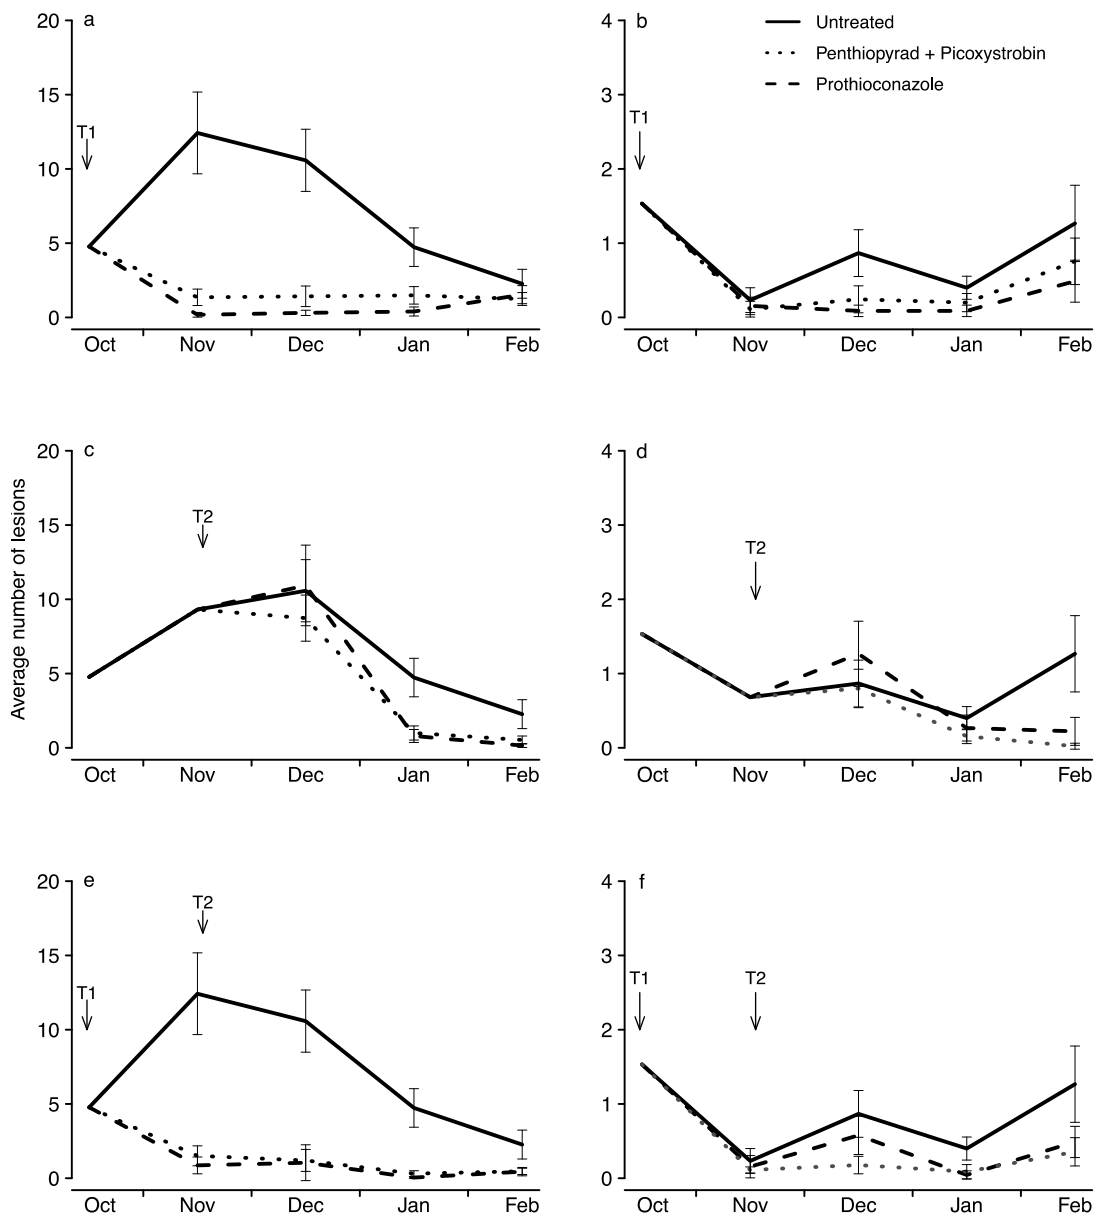 a
20
15
10
5
0
T1
Oct Nov Dec Jan Feb
b
4
3
2
1
0
T1
Untreated
Penthiopyrad + Picoxystrobin
Prothioconazole
Oct Nov Dec Jan Feb
Average number of lesions
c
20
15
10
5
0
T2
Oct Nov Dec Jan Feb
d
4
3
2
1
0
T2
Oct Nov Dec Jan Feb
e
20
15
10
5
0
T1
T2
Oct Nov Dec Jan Feb
f
4
3
2
1
0
T1
T2
Oct Nov Dec Jan Feb